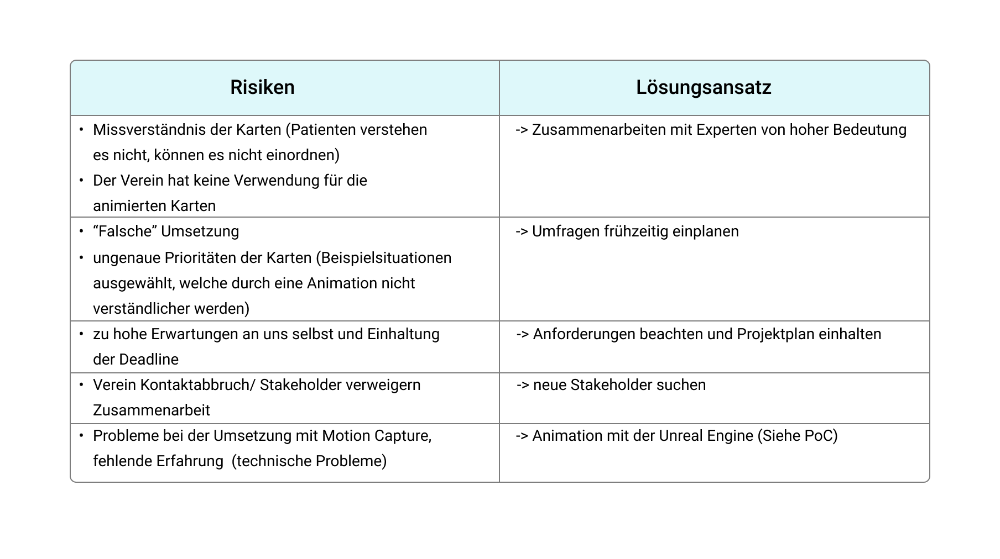 Risiken
Lösungsansatz
• Missverständnis der Karten (Patienten verstehen
es nicht, können es nicht einordnen)
• Der Verein hat keine Verwendung für die
animierten Karten
-> Zusammenarbeiten mit Experten von hoher Bedeutung
• “Falsche” Umsetzung
• ungenaue Prioritäten der Karten (Beispielsituationen
ausgewählt, welche durch eine Animation nicht
verständlicher werden)
-> Umfragen frühzeitig einplanen
• zu hohe Erwartungen an uns selbst und Einhaltung
der Deadline
-> Anforderungen beachten und Projektplan einhalten
• Verein Kontaktabbruch/ Stakeholder verweigern
Zusammenarbeit
-> neue Stakeholder suchen
• Probleme bei der Umsetzung mit Motion Capture,
fehlende Erfahrung  (technische Probleme)
-> Animation mit der Unreal Engine (Siehe PoC)